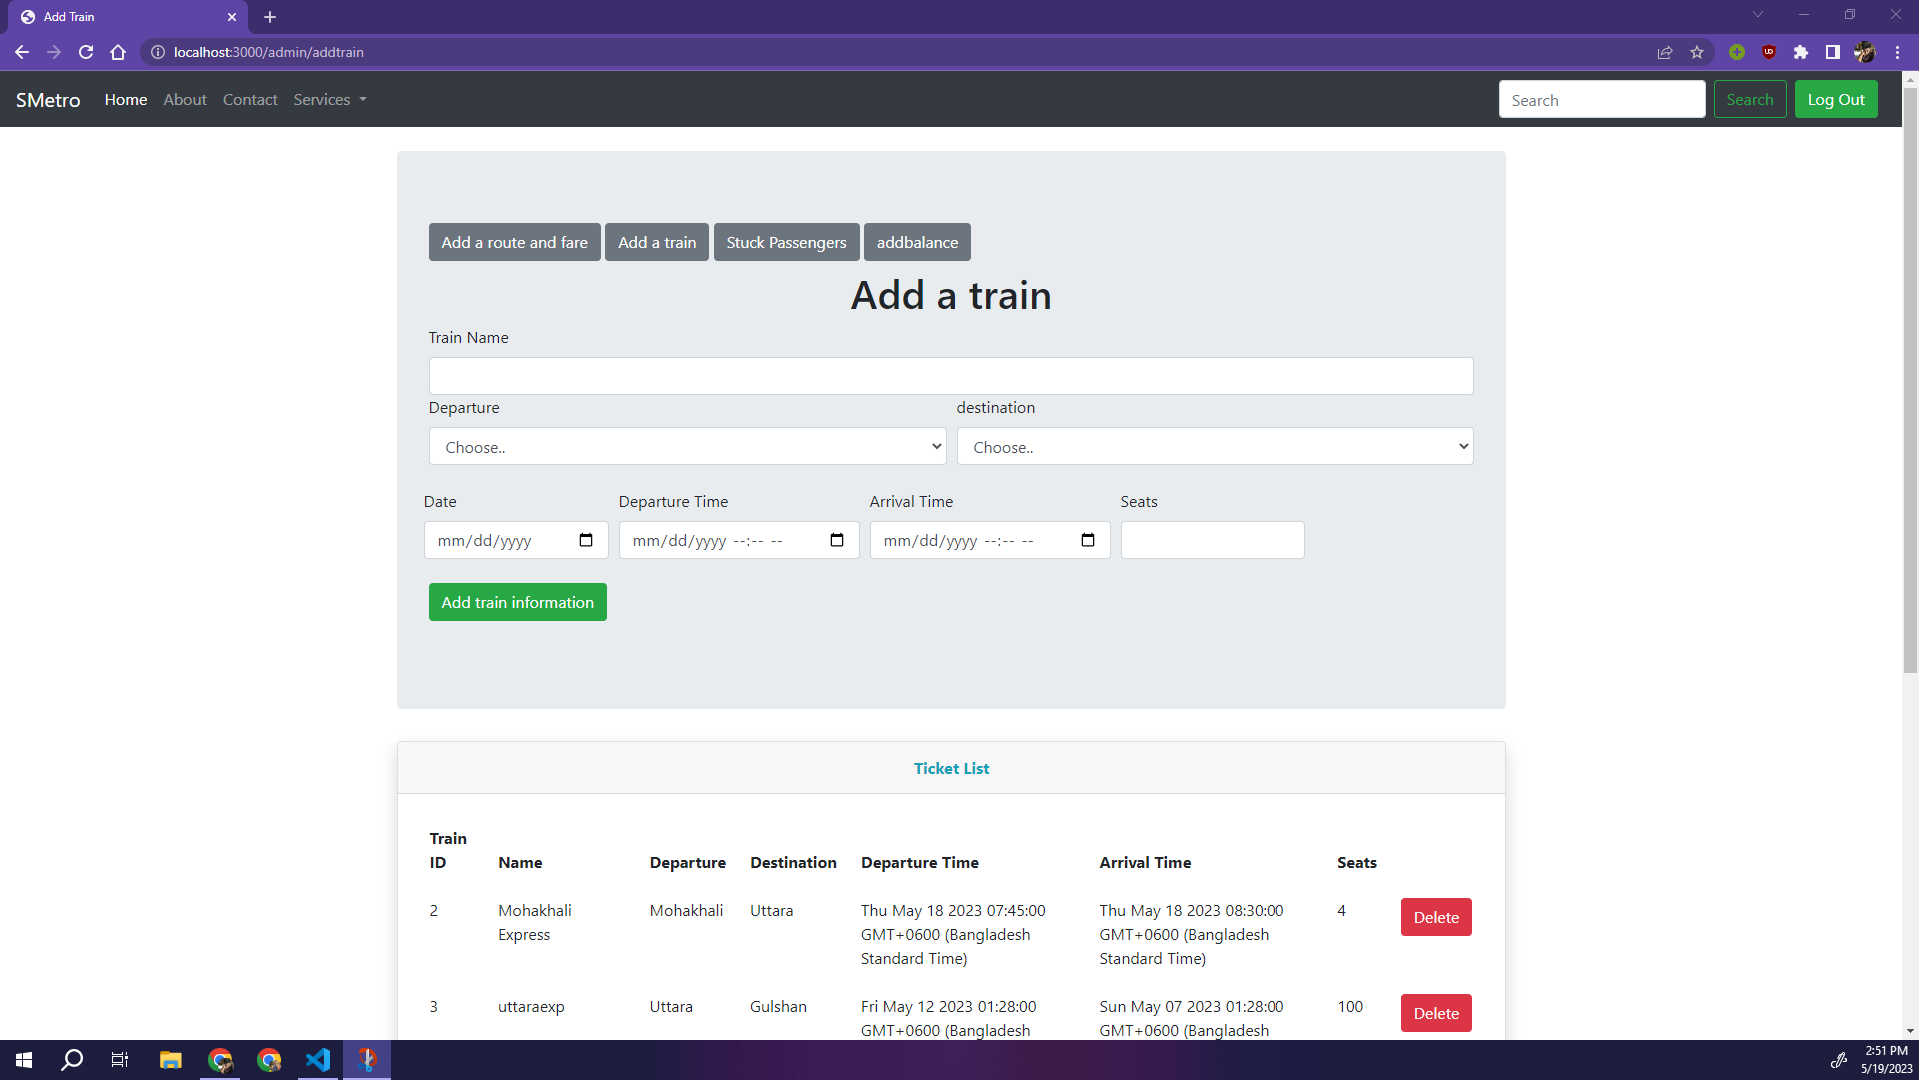 Add Train
localhost:3000/admin/addtrain
SMetro Home About Contact Services Search Search Log Out
Add a route and fare Add a train Stuck Passengers addbalance
Add a train
Train Name
Departure destination
Choose.. Choose..
Date Departure Time Arrival Time Seats
mm/dd/yyyy mm/dd/yyyy --:-- -- mm/dd/yyyy --:-- --
Add train information
Ticket List
Train
ID Name Departure Destination Departure Time Arrival Time Seats
2 Mohakhali Mohakhali Uttara Thu May 18 2023 07:45:00 Thu May 18 2023 08:30:00 4 Delete
Express GMT+0600 (Bangladesh GMT+0600 (Bangladesh
Standard Time) Standard Time)
3 uttaraexp Uttara Gulshan Fri May 12 2023 01:28:00 Sun May 07 2023 01:28:00 100 Delete
GMT+0600 (Bangladesh GMT+0600 (Bangladesh
2:51 PM
5/19/2023